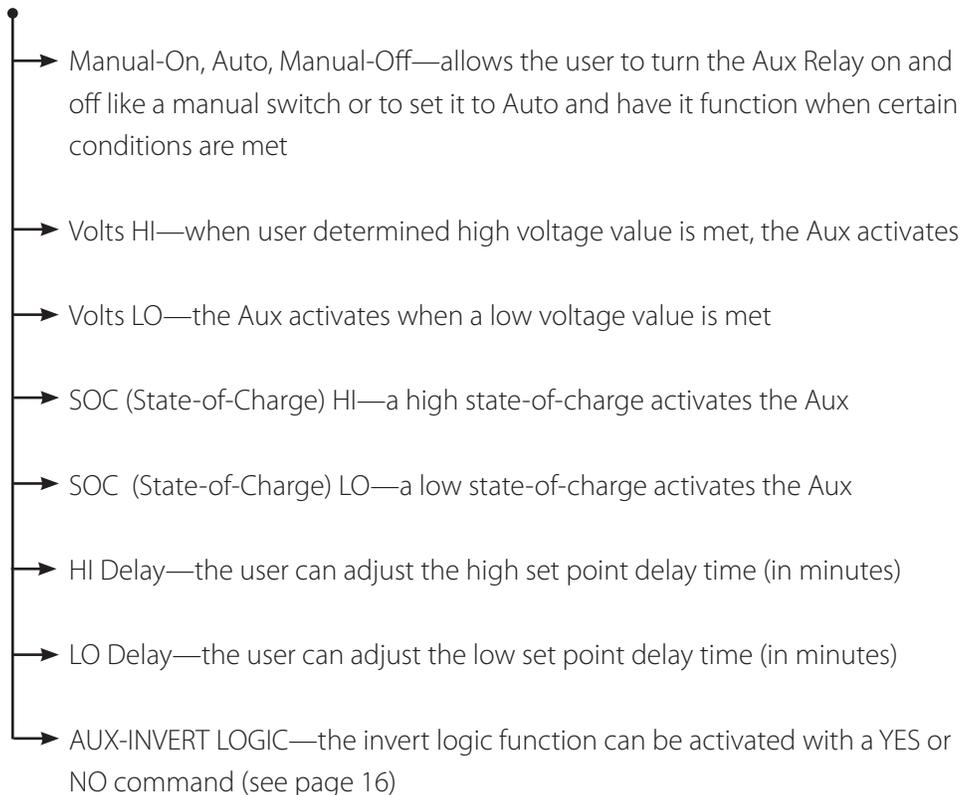 Manual-On, Auto, Manual-Off—allows the user to turn the Aux Relay on and
off like a manual switch or to set it to Auto and have it function when certain
conditions are met
Volts HI—when user determined high voltage value is met, the Aux activates
Volts LO—the Aux activates when a low voltage value is met
SOC (State-of-Charge) HI—a high state-of-charge activates the Aux
SOC  (State-of-Charge) LO—a low state-of-charge activates the Aux
HI Delay—the user can adjust the high set point delay time (in minutes)
LO Delay—the user can adjust the low set point delay time (in minutes)
AUX-INVERT LOGIC—the invert logic function can be activated with a YES or
NO command (see page 16)